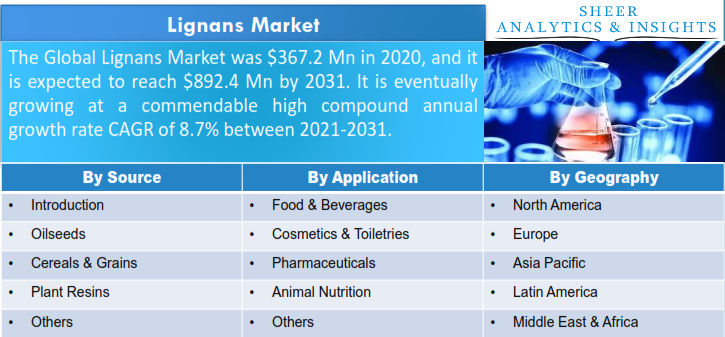 Lignans Market
SHEER
ANALYTICS & INSIGHTS
The Global Lignans Market was $367.2 Mn in 2020, and it
is expected to reach $892.4 Mn by 2031. It is eventually
growing at a commendable high compound annual
growth rate CAGR of 8.7% between 2021-2031.
By Source
By Application
By Geography
• Introduction
• Food & Beverages
• North America
• Oilseeds
• Cosmetics & Toiletries
• Europe
• Cereals & Grains
• Pharmaceuticals
• Asia Pacific
• Plant Resins
• Animal Nutrition
• Latin America
• Others
• Others
• Middle East & Africa